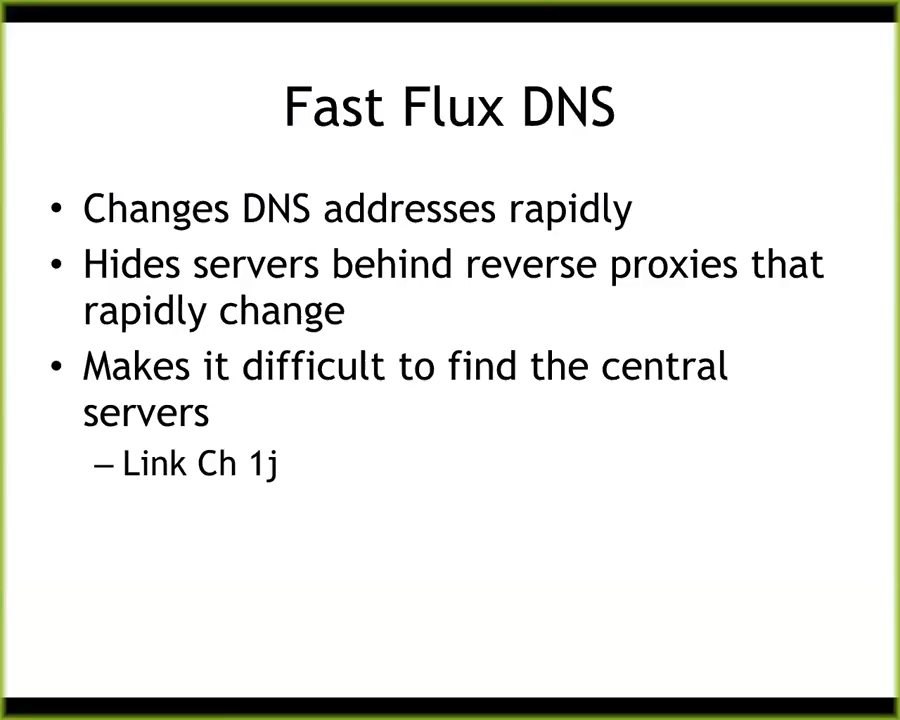 Fast Flux DNS
• Changes DNS addresses rapidly
• Hides servers behind reverse proxies that
rapidly change
• Makes it difficult to find the central
servers
– Link Ch 1j